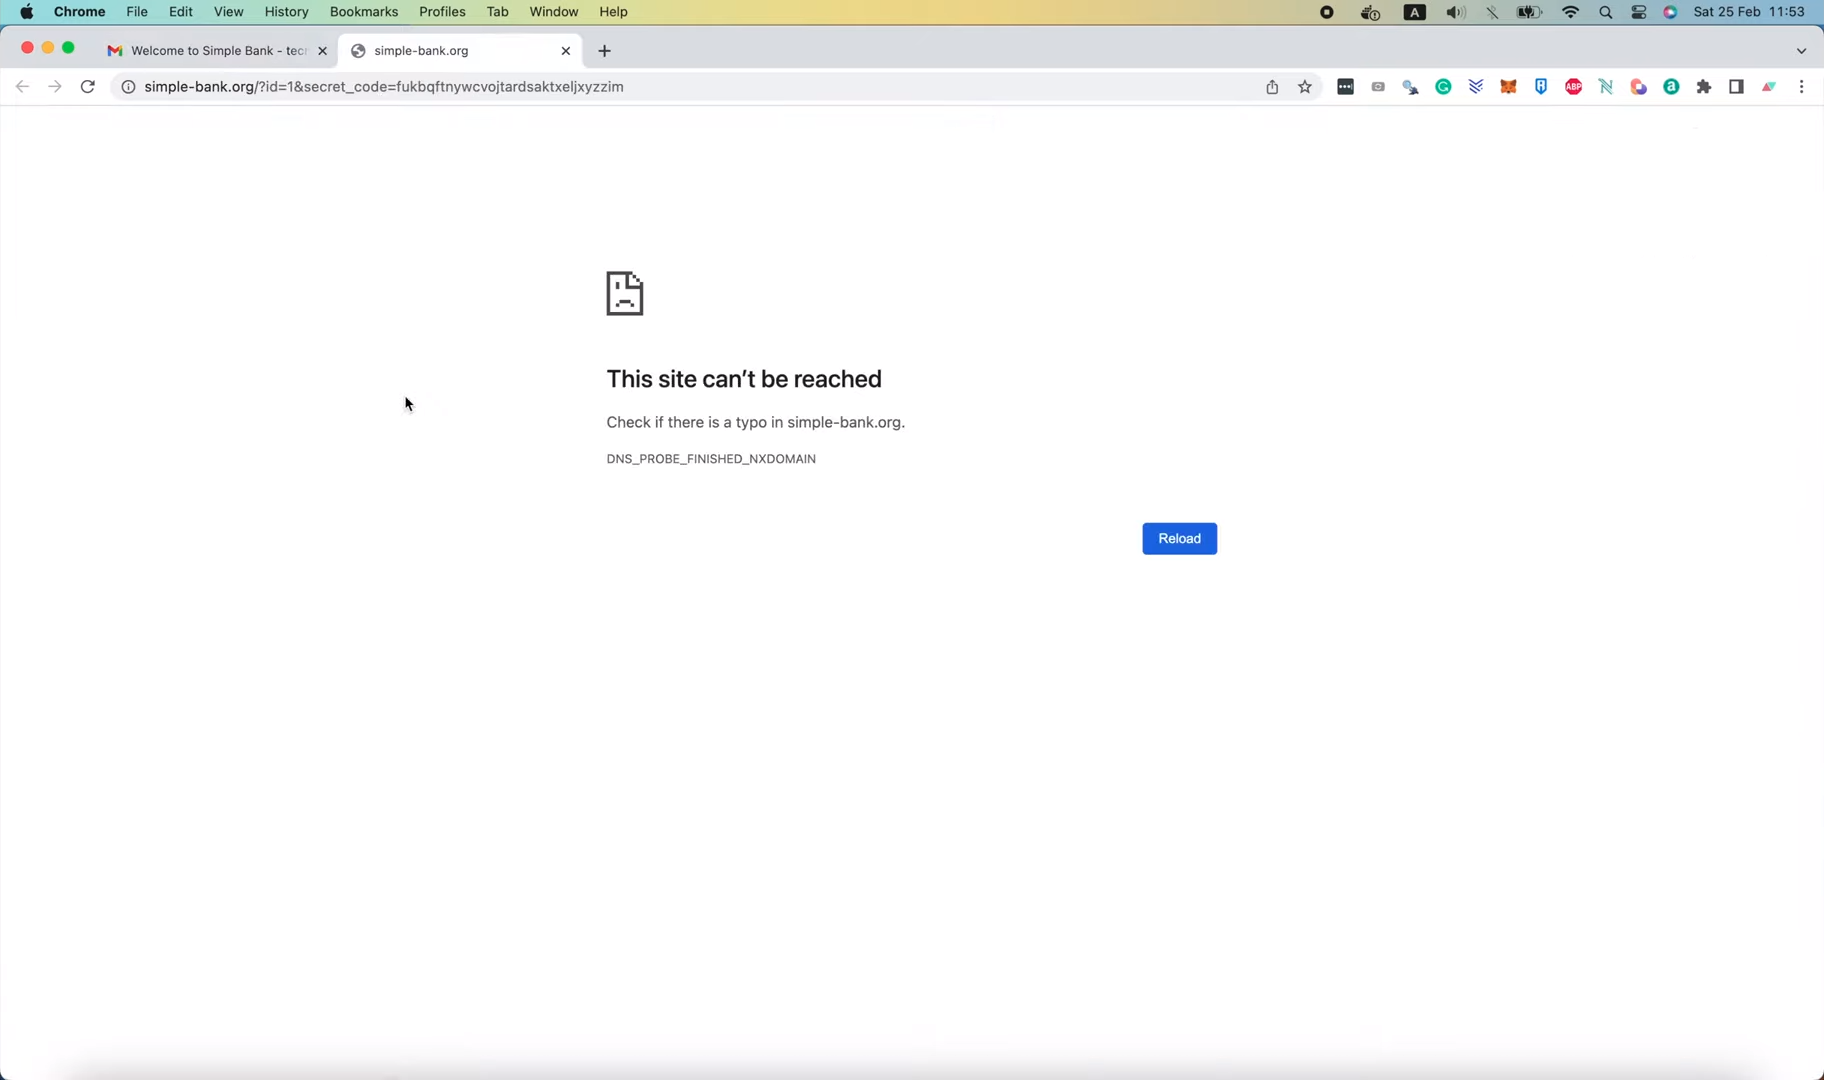 Chrome File Edit View History Bookmarks Profiles Tab Window Help A Sat 25 Feb 11:53
Welcome to Simple Bank - tec simple-bank.org
simple-bank.org/?id=1&secret_code=fukbqftnywcvojtardsaktxeljxyzzim ABP a
This site can't be reached
Check if there is a typo in simple-bank.org.
DNS_PROBE_FINISHED_NXDOMAIN
Reload